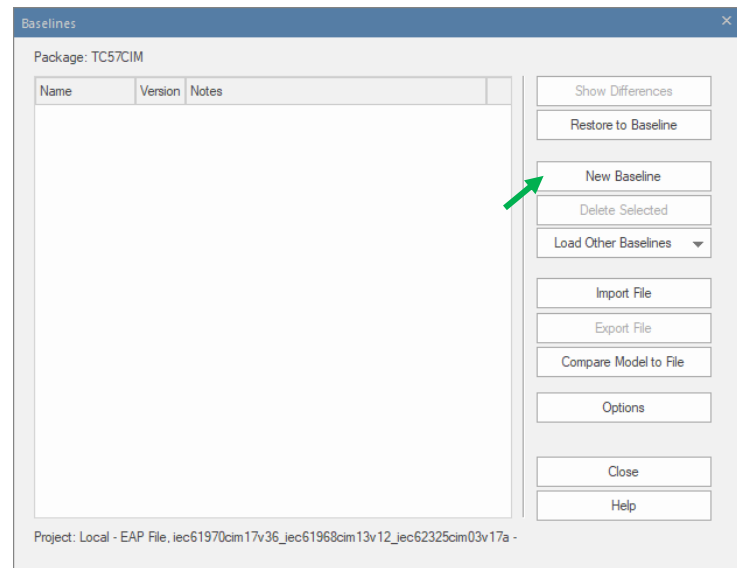 Baselines
Package: TC57CIM
Name Version Notes
Show Differences
Restore to Baseline
New Baseline
Delete Selected
Load Other Baselines
Import File
Export File
Compare Model to File
Options
Close
Help
Project: Local - EAP File, iec61970cim17v36_iec61968cim13v12_iec62325cim03v17a -